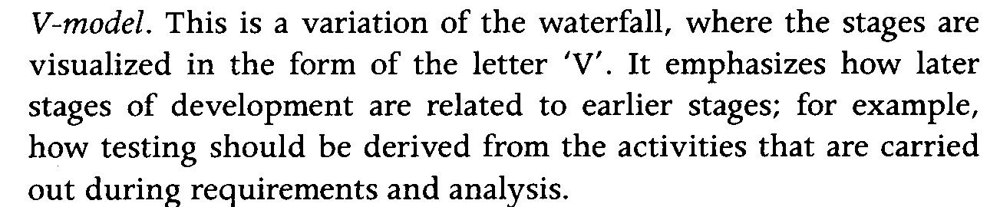 V-model. This is a variation of the waterfall, where the stages are
visualized in the form of the letter ‘V’. It emphasizes how later
stages of development are related to earlier stages; for example,
how testing should be derived from the activities that are carried
out during requirements and analysis.